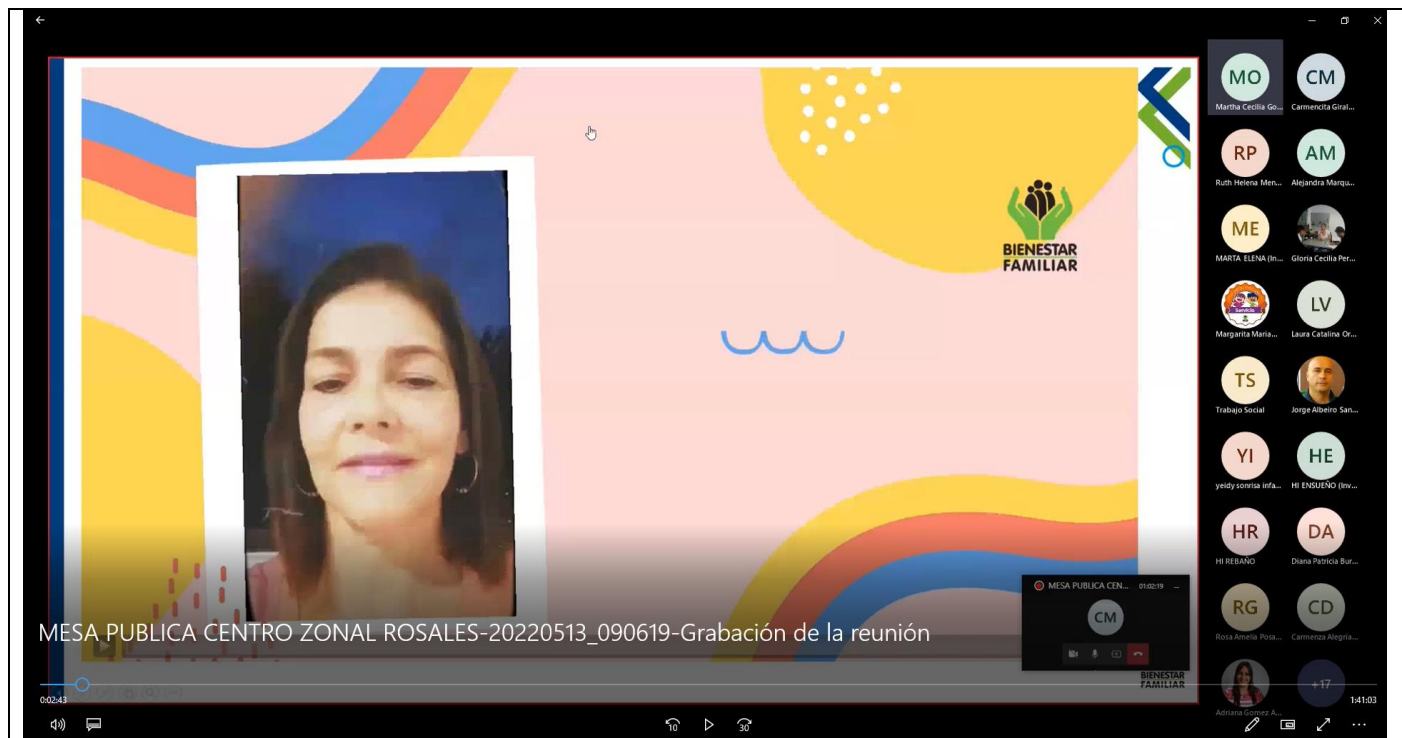 BIENESTAR
FAMILIAR
MO
Martha Cecilia Go...
CM
Carmencita Giral...
RP
Ruth Helena Men...
AM
Alejandra Marqu...
ME
MARTA ELENA (In...
Gloria Cecilia Per...
Servicio
Margarita Maria...
LV
Laura Catalina Or...
TS
Trabajo Social
Jorge Albeiro San...
YI
yeidy sonrisa infa...
HE
HI ENSUEÑO (Inv...
HR
HI REBAÑO
DA
Diana Patricia Bur...
RG
Rosa Amelia Posa...
CD
Carmenza Alegria...
Adriana Gomez A...
+17
MESA PUBLICA CEN...
01:02:19
CM
MESA PUBLICA CENTRO ZONAL ROSALES-20220513_090619-Grabación de la reunión
BIENESTAR
FAMILIAR
0:02:43
1:41:03
10
30